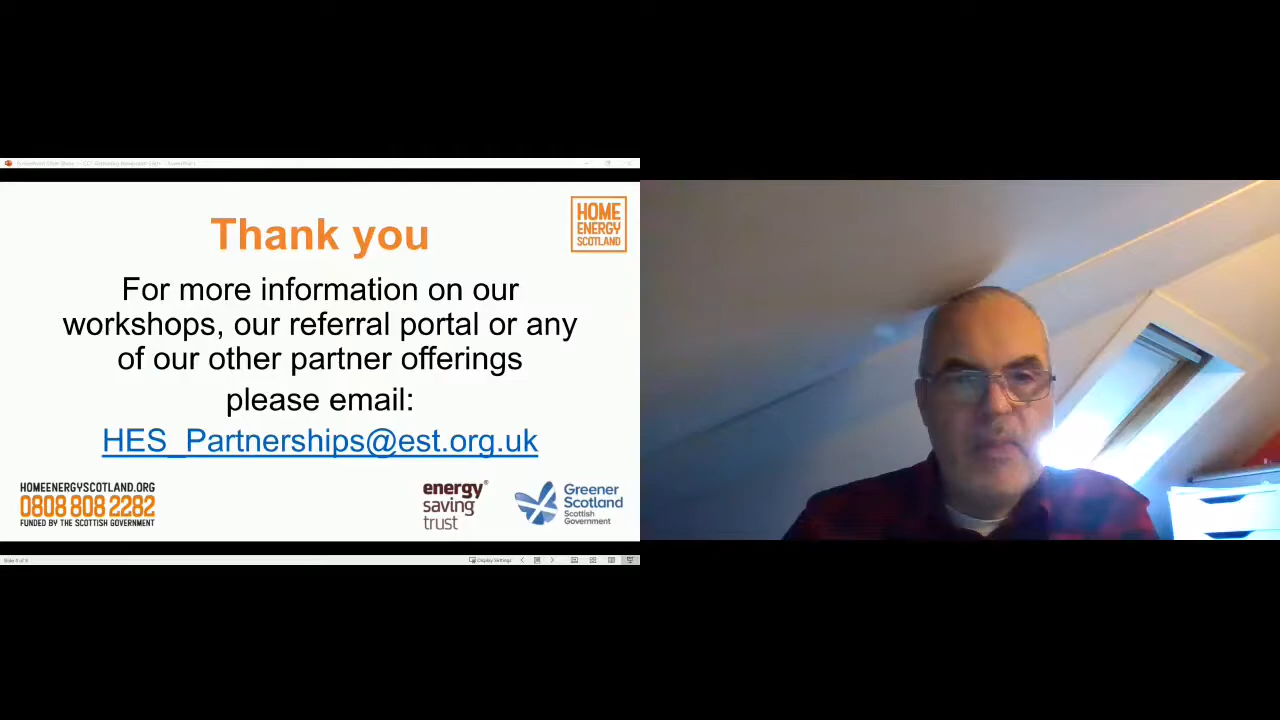 Thank you
HOME
ENERGY
SCOTLAND
For more information on our
workshops, our referral portal or any
of our other partner offerings
please email:
HES_Partnerships@est.org.uk
HOMEENERGYSCOTLAND.ORG
0808 808 2282
FUNDED BY THE SCOTTISH GOVERNMENT
energy
saving
trust
Greener
Scotland
Scottish
Government
Display Settings